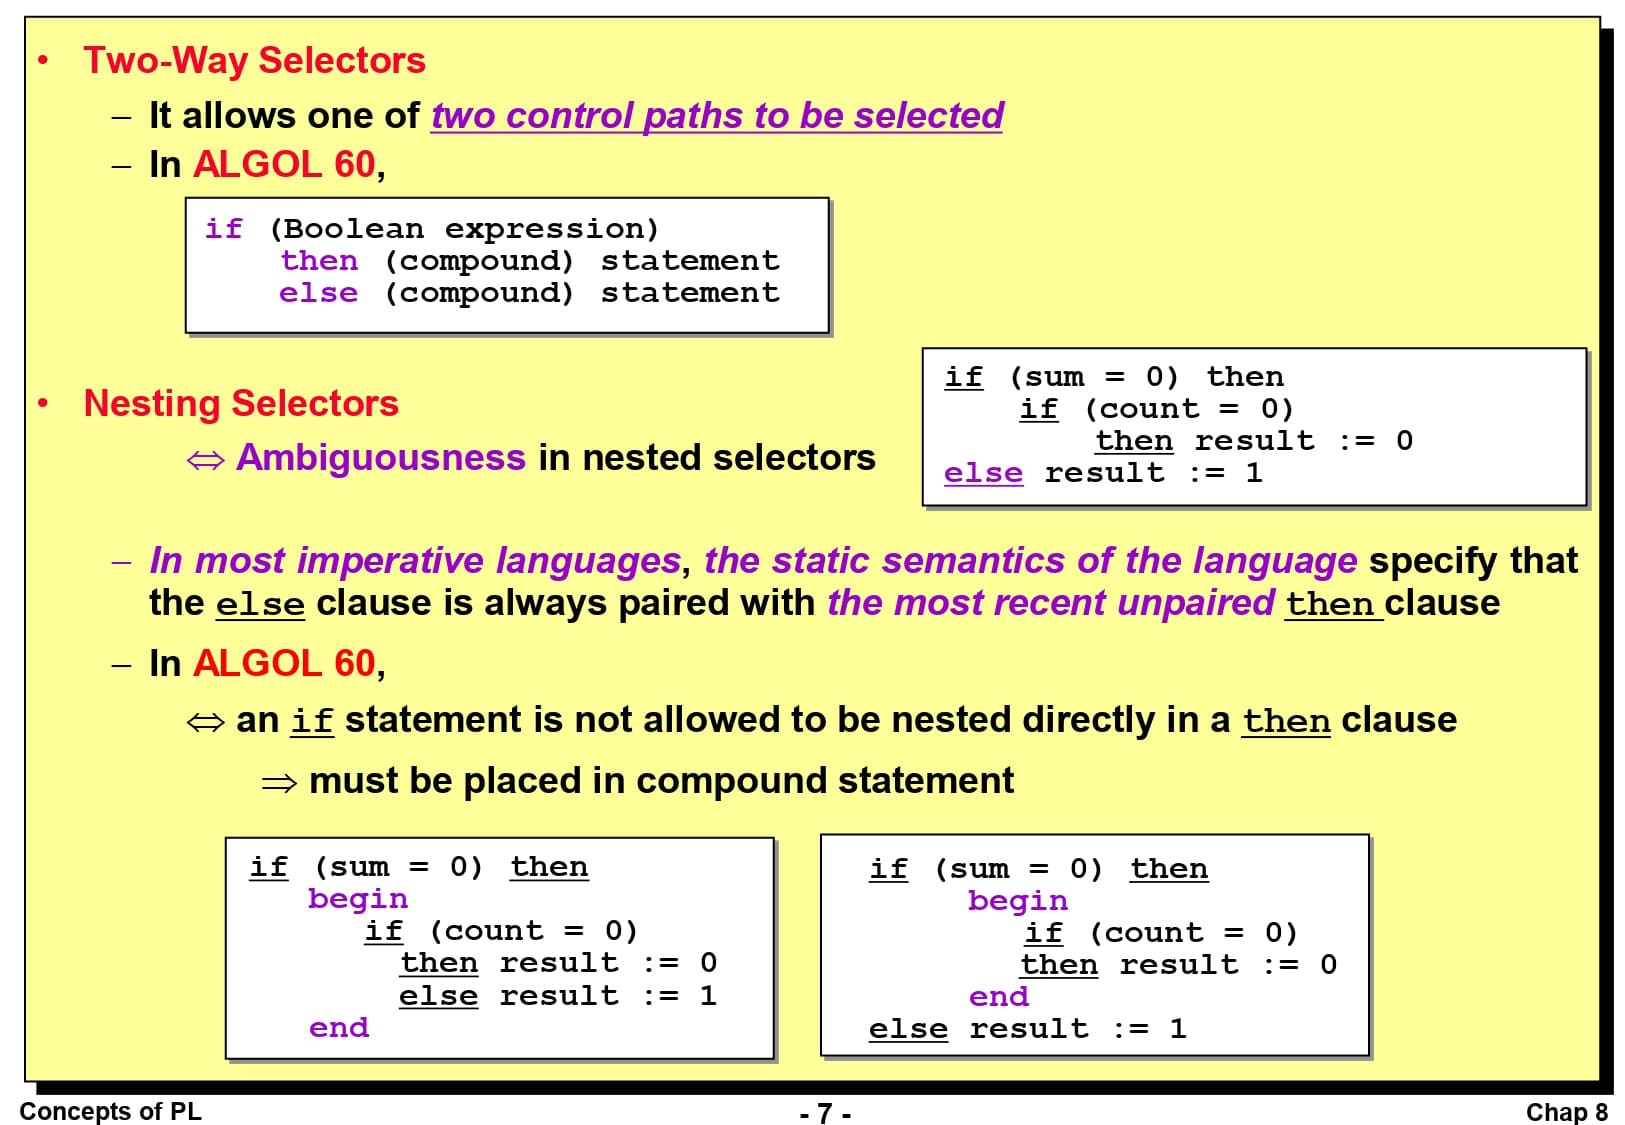 • Two-Way Selectors
– It allows one of two control paths to be selected
– In ALGOL 60,
if (Boolean expression)
then (compound) statement
else (compound) statement
• Nesting Selectors
⇔ Ambiguousness in nested selectors
if (sum = 0) then
if (count = 0)
then result := 0
else result := 1
– In most imperative languages, the static semantics of the language specify that
the else clause is always paired with the most recent unpaired then clause
– In ALGOL 60,
⇔ an if statement is not allowed to be nested directly in a then clause
⇒ must be placed in compound statement
if (sum = 0) then
begin
if (count = 0)
then result := 0
else result := 1
end
if (sum = 0) then
begin
if (count = 0)
then result := 0
end
else result := 1
Concepts of PL
- 7 -
Chap 8